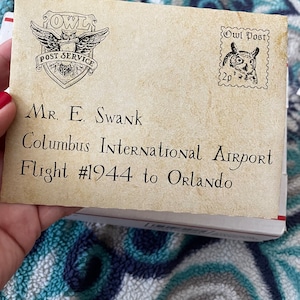 OWL
POST SERVICE
Owl Post
20
Mr. E. Swank
Columbus International Airport
Flight #1944 to Orlando